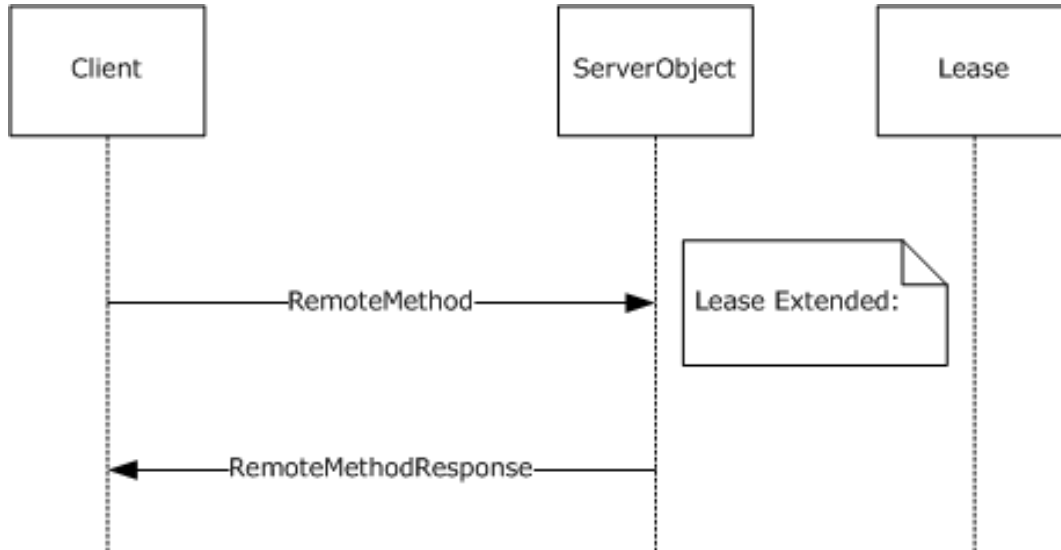 Client
ServerObject
Lease
RemoteMethod
Lease Extended:
RemoteMethodResponse